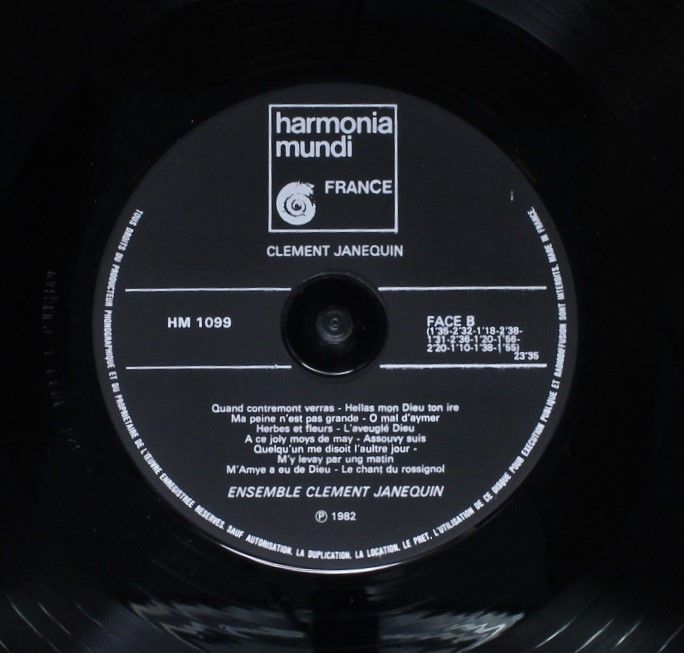 harmonia
mundi
FRANCE
CLEMENT JANEQUIN
HM 1099
FACE B
(1'35-2'32-1'18-2'38-
1'31-2'36-1'20-1'56-
2'20-1'10-1'38-1'55)
23'35
Quand contremont verras - Hellas mon Dieu ton ire
Ma peine n'est pas grande - O mal d'aymer
Herbes et fleurs - L'aveuglé Dieu
A ce joly moys de may - Assouvy suis
Quelqu'un me disoit l'aultre jour -
M'y levay par ung matin
M'Amye a eu de Dieu - Le chant du rossignol
ENSEMBLE CLEMENT JANEQUIN
℗ 1982
TOUS DROITS DU PRODUCTEUR PHONOGRAPHIQUE ET DU PROPRIETAIRE DE L'ŒUVRE ENREGISTREE RESERVES. SAUF AUTORISATION, LA DUPLICATION, LA LOCATION, LE PRET, L'UTILISATION DE CE DISQUE POUR EXECUTION PUBLIQUE ET RADIODIFFUSION SONT INTERDITS. MADE IN FRANCE.